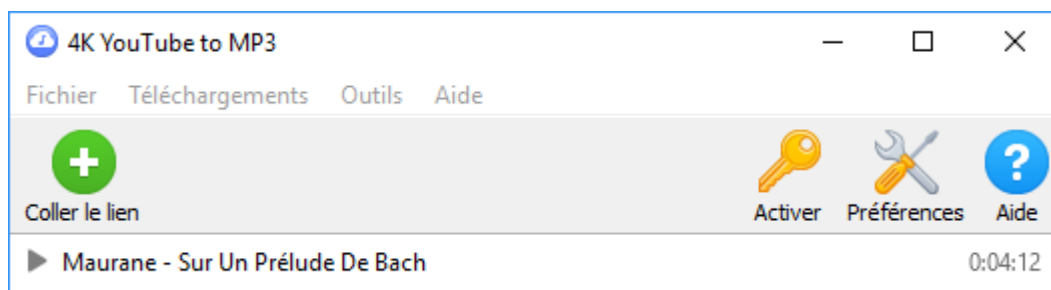 4K YouTube to MP3
Fichier Téléchargements Outils Aide
Coller le lien Activer Préférences Aide
Maurane - Sur Un Prélude De Bach 0:04:12